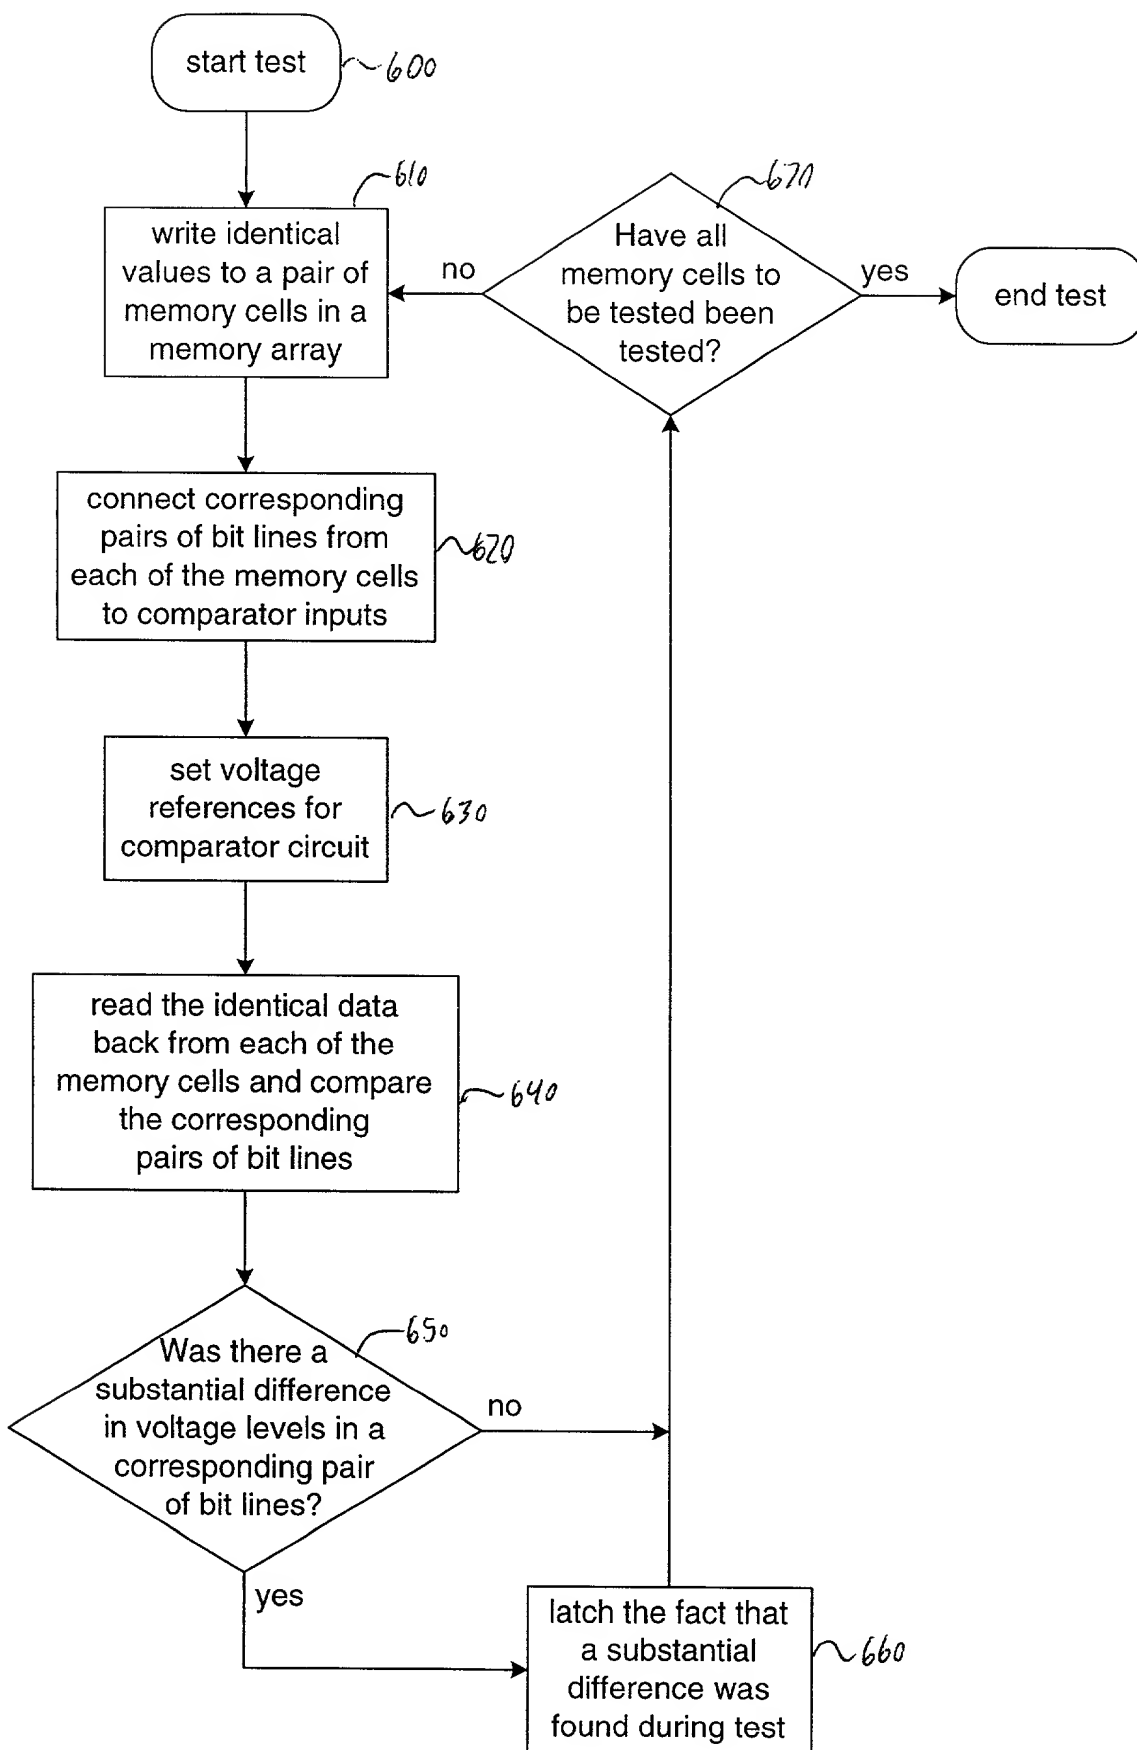 start test
600
610
write identical
values to a pair of
memory cells in a
memory array
no
670
Have all
memory cells to
be tested been
tested?
yes
end test
connect corresponding
pairs of bit lines from
each of the memory cells
to comparator inputs
620
set voltage
references for
comparator circuit
630
read the identical data
back from each of the
memory cells and compare
the corresponding
pairs of bit lines
640
650
Was there a
substantial difference
in voltage levels in a
corresponding pair
of bit lines?
no
yes
latch the fact that
a substantial
difference was
found during test
660